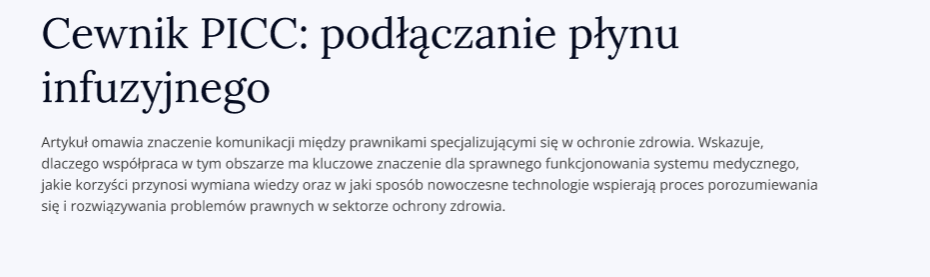 Cewnik PICC: podłączanie płynu
infuzyjnego
Artykuł omawia znaczenie komunikacji między prawnikami specjalizującymi się w ochronie zdrowia. Wskazuje,
dlaczego współpraca w tym obszarze ma kluczowe znaczenie dla sprawnego funkcjonowania systemu medycznego,
jakie korzyści przynosi wymiana wiedzy oraz w jaki sposób nowoczesne technologie wspierają proces porozumiewania
się i rozwiązywania problemów prawnych w sektorze ochrony zdrowia.